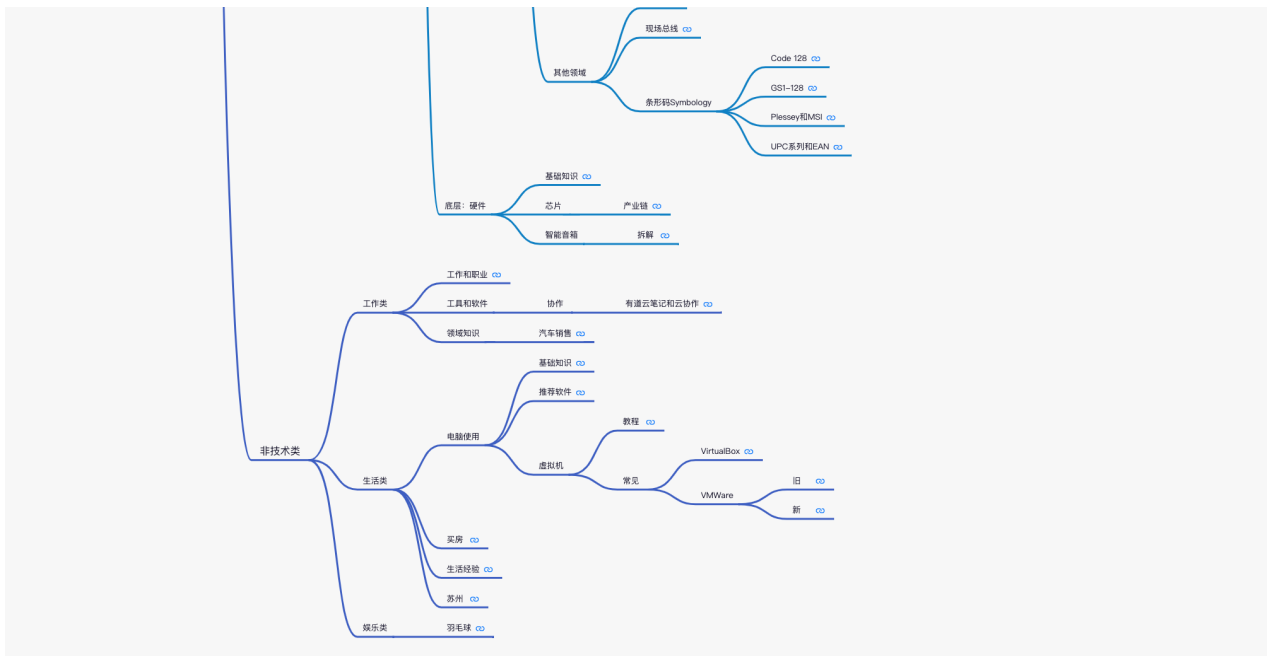 现场总线
其他领域
Code 128
GS1-128
条形码Symbology
Plessey和MSI
UPC系列和EAN
基础知识
底层：硬件
芯片
产业链
智能音箱
拆解
工作和职业
工作类
工具和软件
协作
有道云笔记和云协作
领域知识
汽车销售
基础知识
推荐软件
电脑使用
教程
虚拟机
非技术类
VirtualBox
常见
生活类
旧
VMWare
新
买房
生活经验
苏州
娱乐类
羽毛球